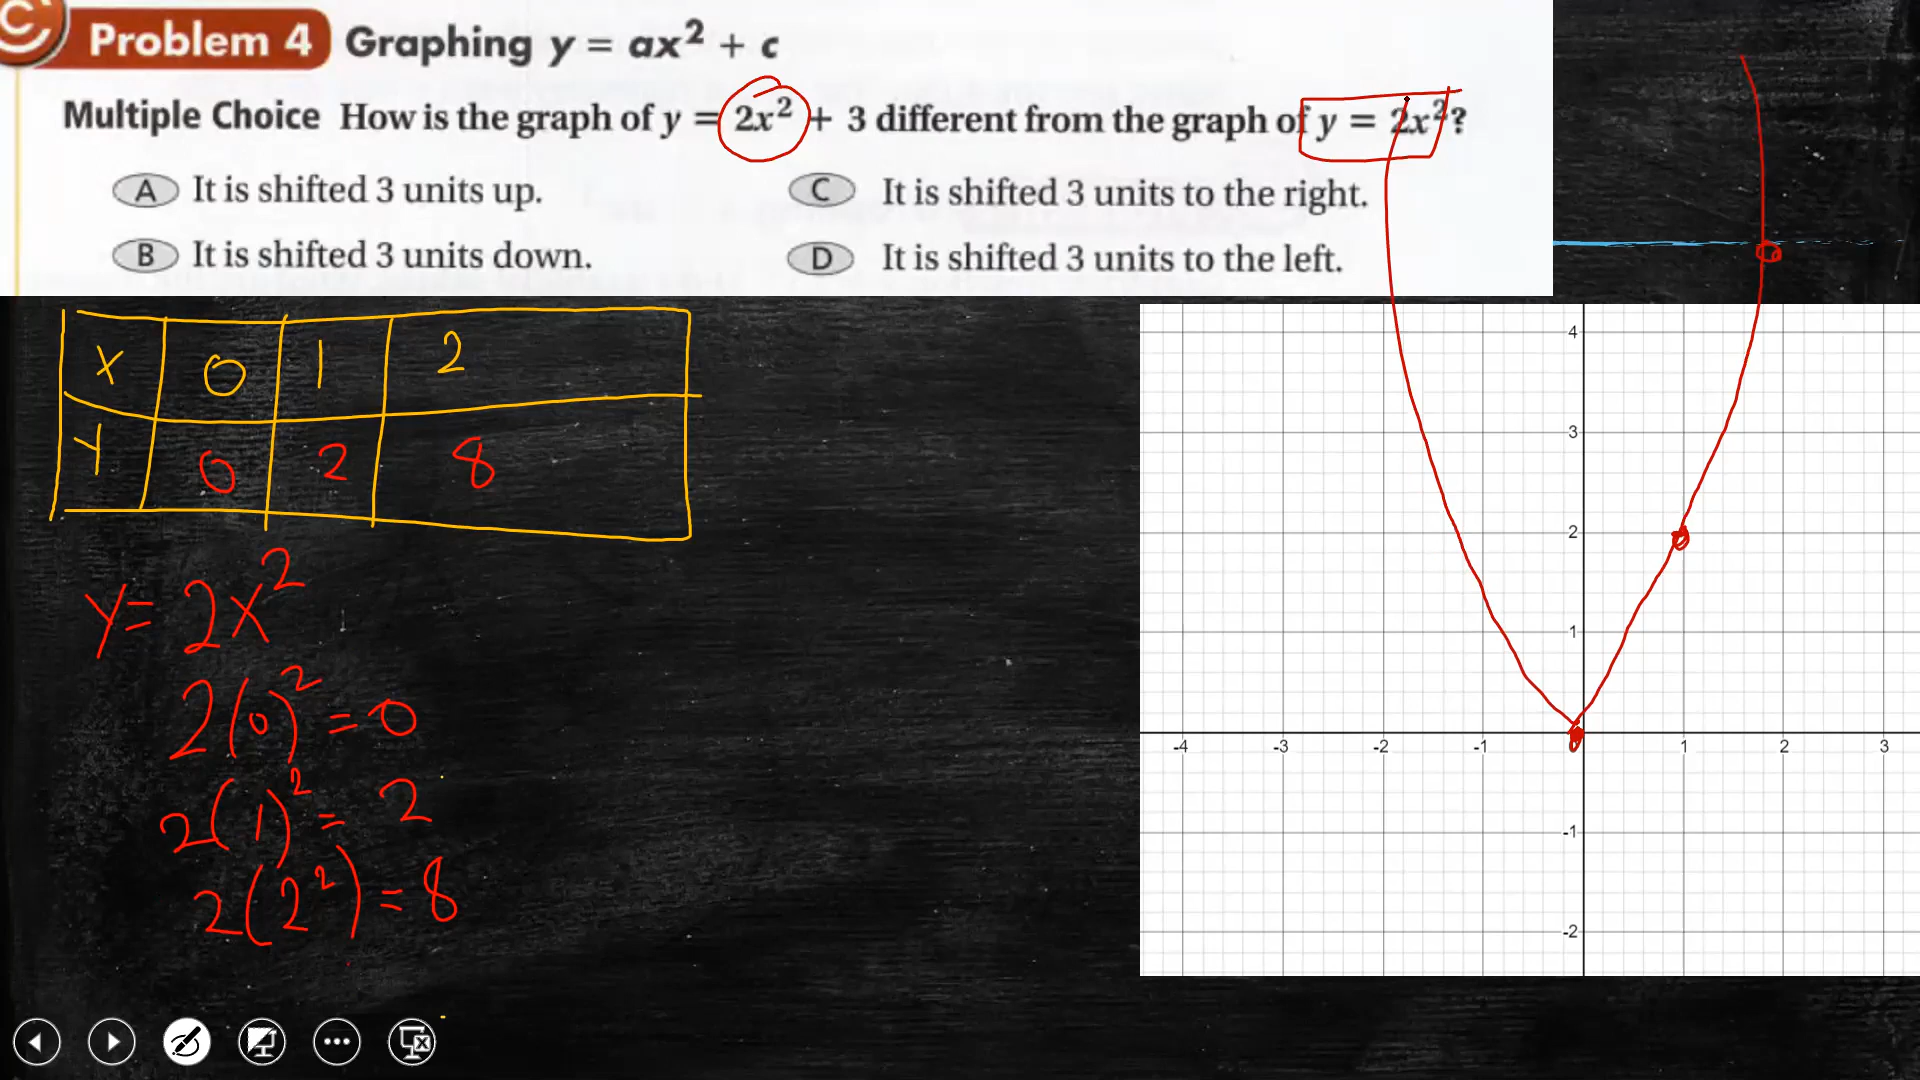 Problem 4 Graphing y = ax² + c
Multiple Choice How is the graph of y = 2x² + 3 different from the graph of y = 2x²?
A It is shifted 3 units up.
C It is shifted 3 units to the right.
B It is shifted 3 units down.
D It is shifted 3 units to the left.
x 0 1 2
y 0 2 8
y = 2x²
2(0)² = 0
2(1)² = 2
2(2²) = 8
4
3
2
1
-4 -3 -2 -1 1 2 3
-1
-2